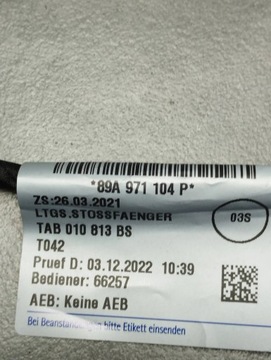 *89A 971 104 P*
ZS:26.03.2021
LTGS.STOSSFAENGER
03S
TAB 010 813 BS
T042
Pruef D: 03.12.2022 10:39
Bediener: 66257
AEB: Keine AEB
Bei Beanstandungen bitte Etikett einsenden